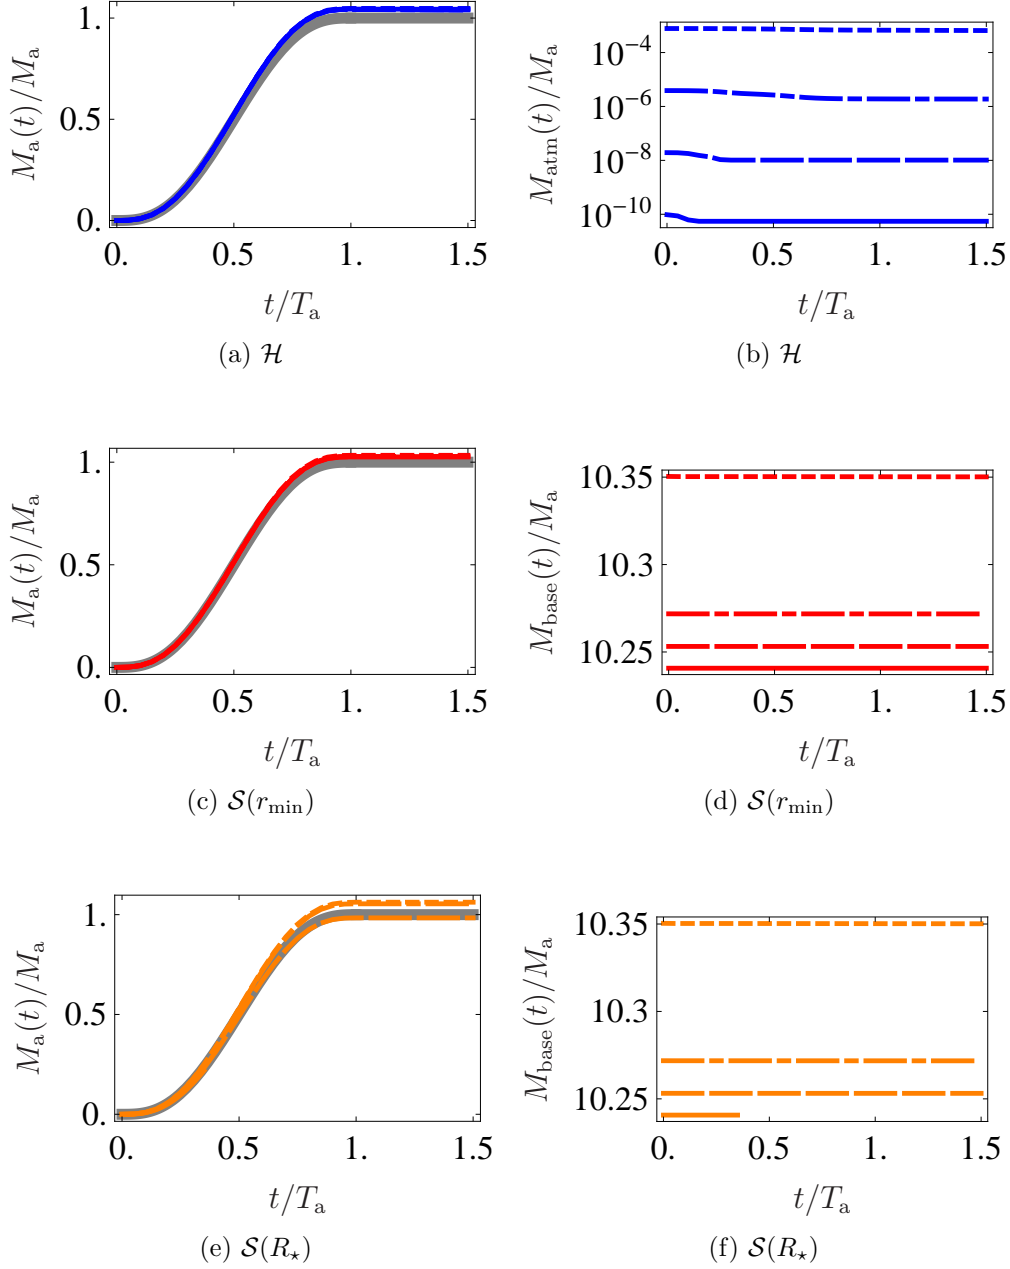 M_a(t)/M_a
1.
0.5
0.
0. 0.5 1. 1.5
t/T_a
(a) ℋ
M_atm(t)/M_a
10^−4
10^−6
10^−8
10^−10
0. 0.5 1. 1.5
t/T_a
(b) ℋ
M_a(t)/M_a
1.
0.5
0.
0. 0.5 1. 1.5
t/T_a
(c) 𝒮(r_min)
M_base(t)/M_a
10.35
10.3
10.25
0. 0.5 1. 1.5
t/T_a
(d) 𝒮(r_min)
M_a(t)/M_a
1.
0.5
0.
0. 0.5 1. 1.5
t/T_a
(e) 𝒮(R_⋆)
M_base(t)/M_a
10.35
10.3
10.25
0. 0.5 1. 1.5
t/T_a
(f) 𝒮(R_⋆)